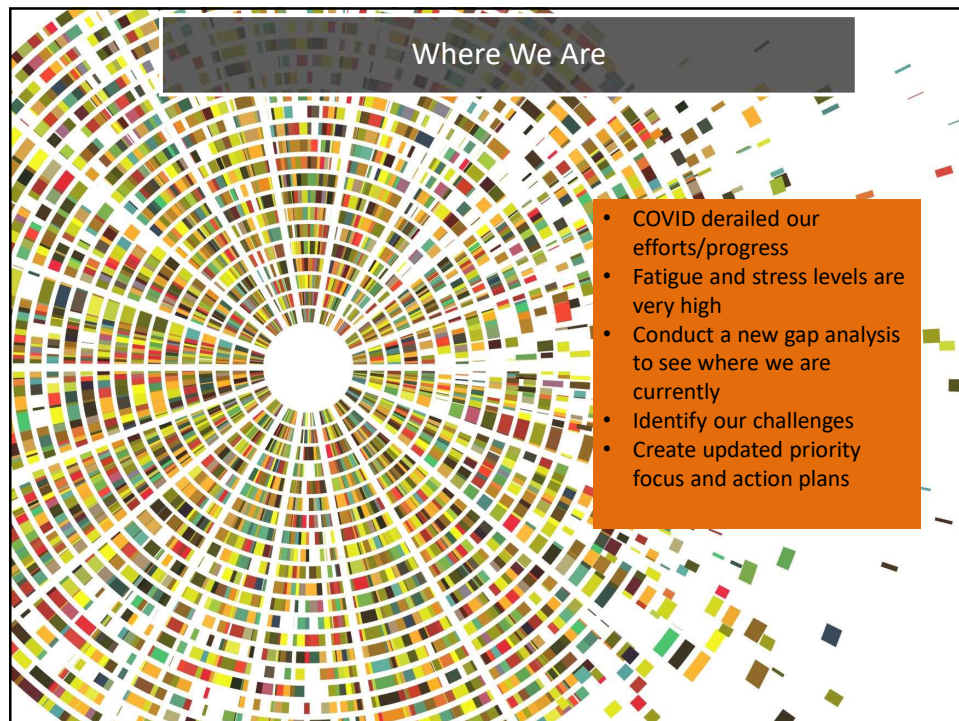 Where We Are
• COVID derailed our
efforts/progress
• Fatigue and stress levels are
very high
• Conduct a new gap analysis
to see where we are
currently
• Identify our challenges
• Create updated priority
focus and action plans